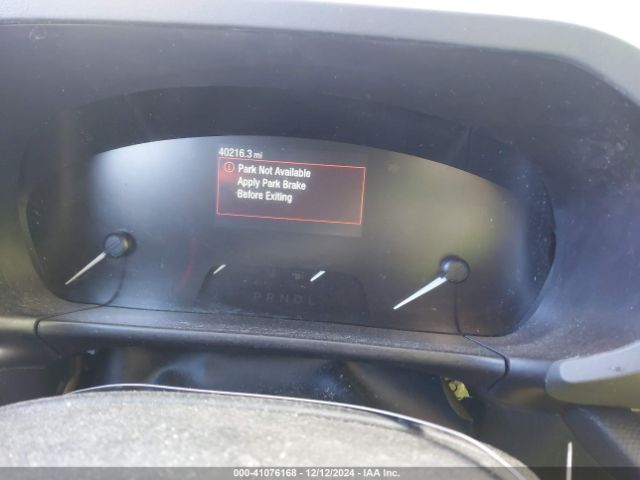 40216.3 mi
Park Not Available
Apply Park Brake
Before Exiting
PRNDL
000-41076168 - 12/12/2024 - IAA Inc.